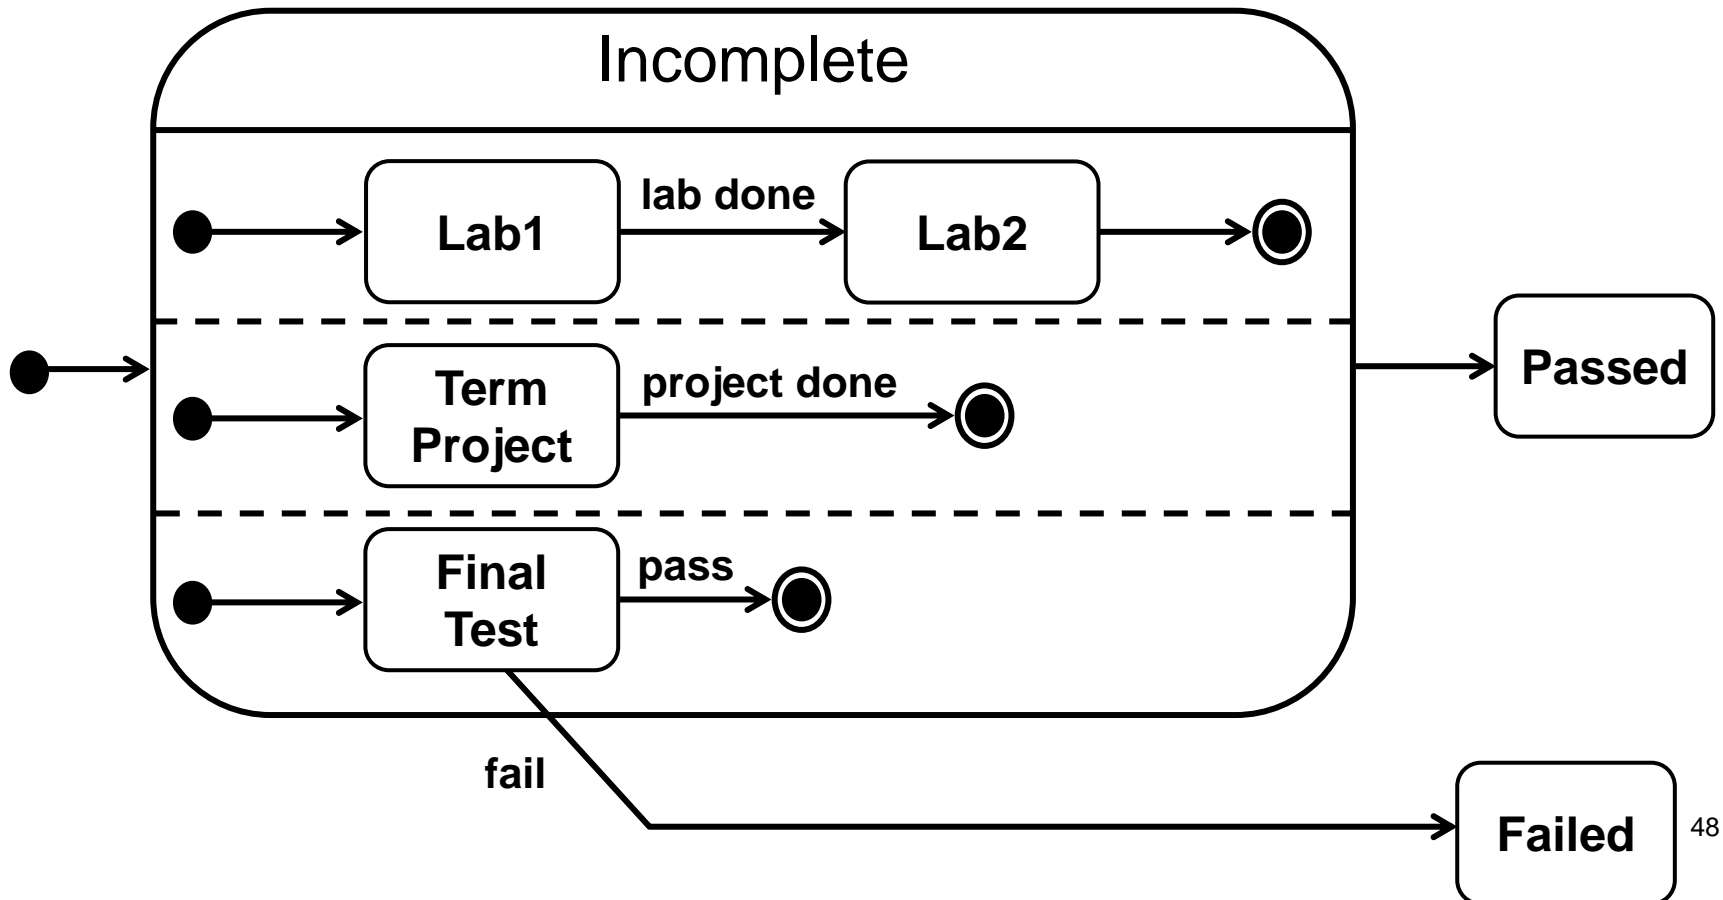 Incomplete
lab done
Lab1
Lab2
Term
Project
project done
Passed
Final
Test
pass
fail
Failed
48